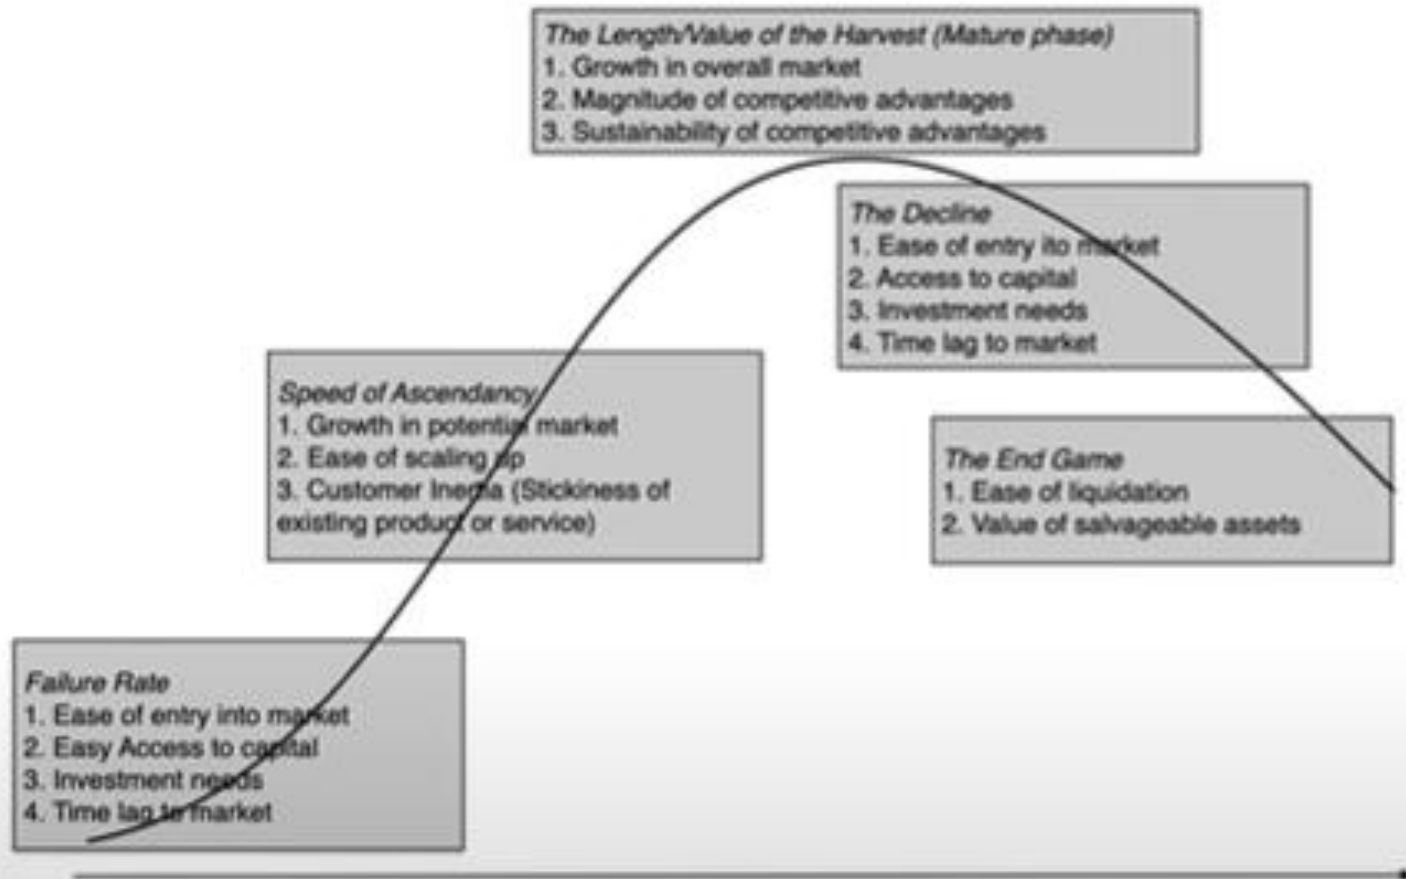 The Length/Value of the Harvest (Mature phase)
1. Growth in overall market
2. Magnitude of competitive advantages
3. Sustainability of competitive advantages
The Decline
1. Ease of entry ito market
2. Access to capital
3. Investment needs
4. Time lag to market
Speed of Ascendancy
1. Growth in potential market
2. Ease of scaling up
3. Customer Inertia (Stickiness of
existing product or service)
The End Game
1. Ease of liquidation
2. Value of salvageable assets
Failure Rate
1. Ease of entry into market
2. Easy Access to capital
3. Investment needs
4. Time lag to market